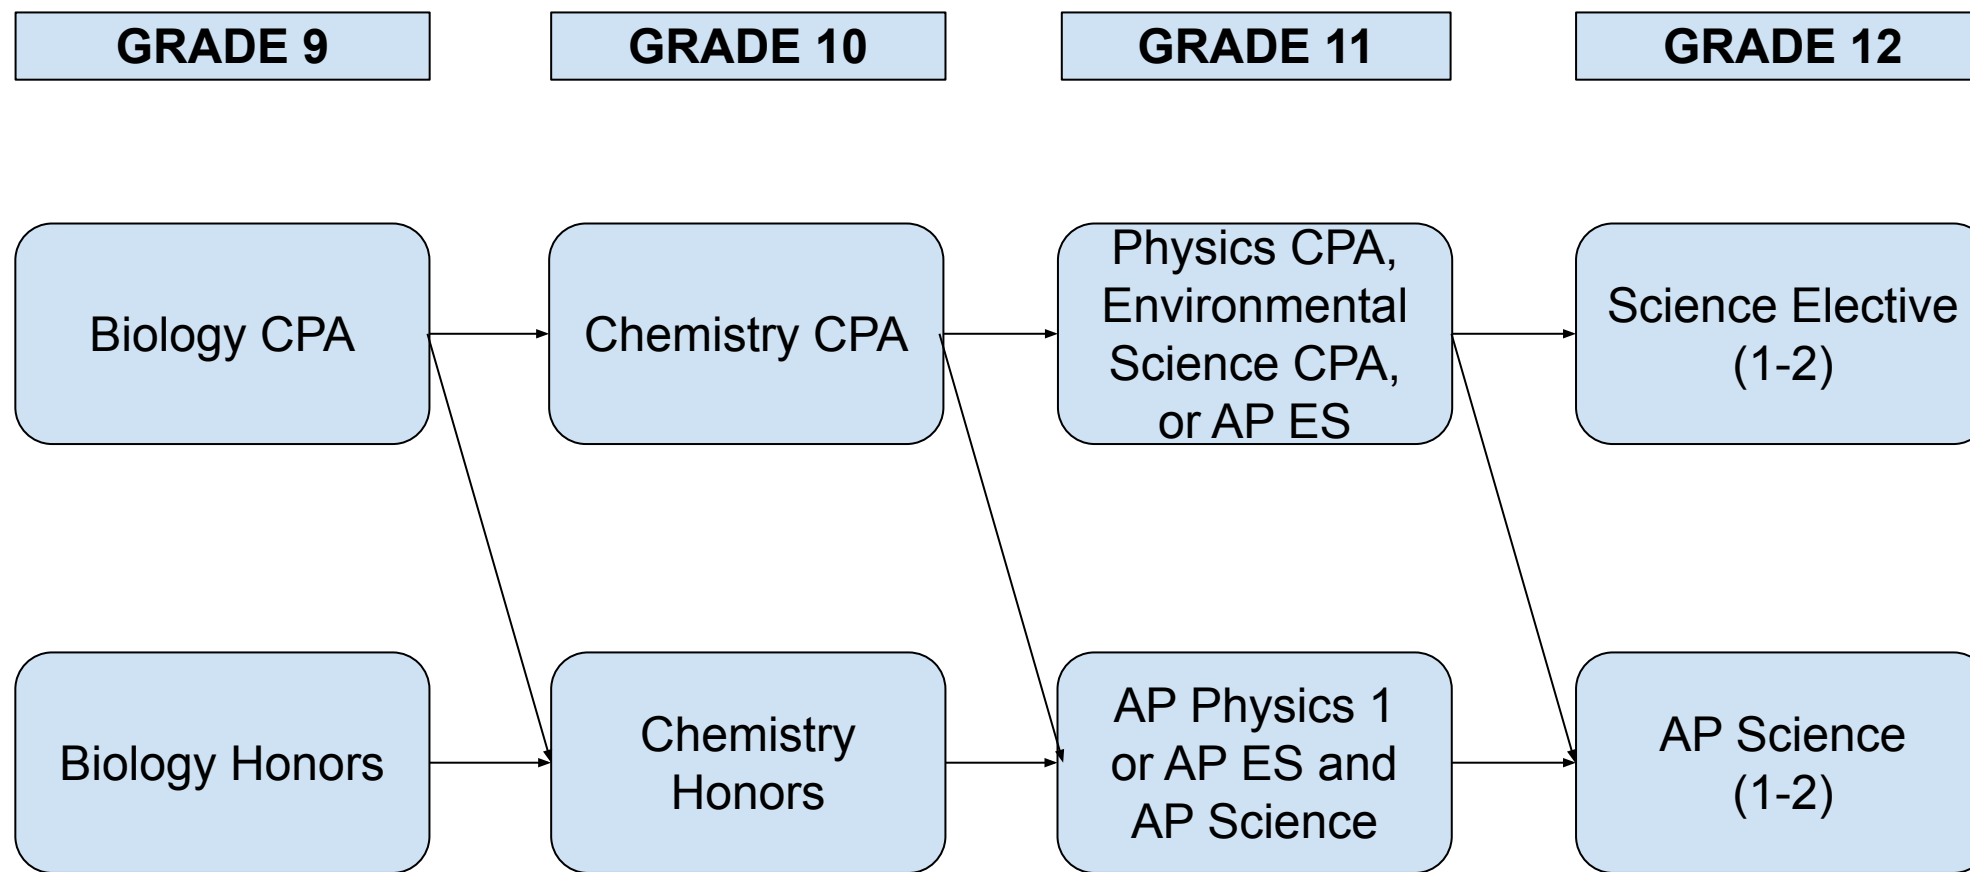 GRADE 9
GRADE 10
GRADE 11
GRADE 12
Biology CPA
Chemistry CPA
Physics CPA,
Environmental
Science CPA,
or AP ES
Science Elective
(1-2)
Biology Honors
Chemistry
Honors
AP Physics 1
or AP ES and
AP Science
AP Science
(1-2)